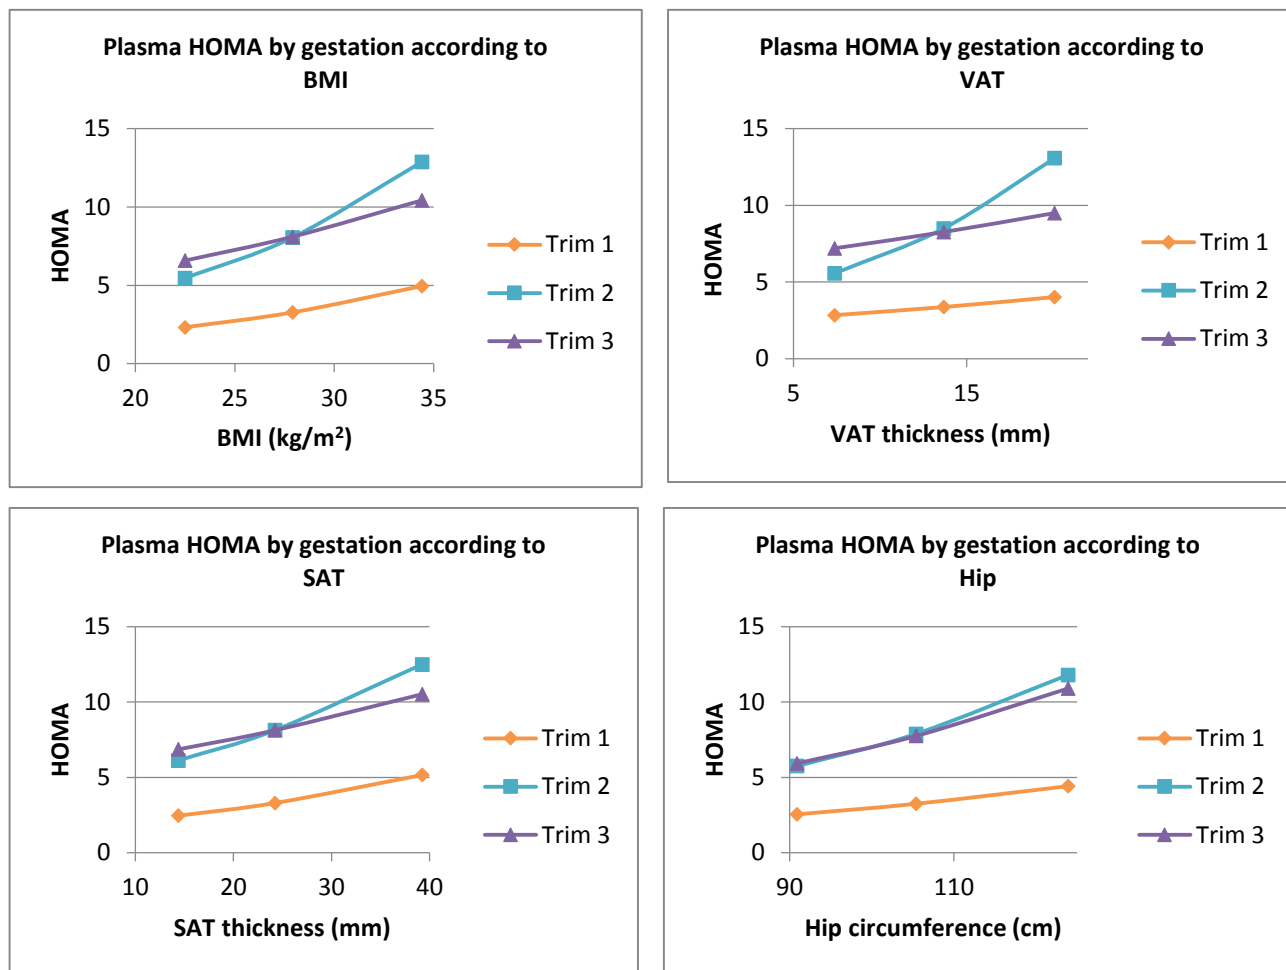 Plasma HOMA by gestation according to
BMI
15
10
5
0
HOMA
20 25 30 35
BMI (kg/m²)
Trim 1
Trim 2
Trim 3
Plasma HOMA by gestation according to
VAT
15
10
5
0
HOMA
5 15
VAT thickness (mm)
Trim 1
Trim 2
Trim 3
Plasma HOMA by gestation according to
SAT
15
10
5
0
HOMA
10 20 30 40
SAT thickness (mm)
Trim 1
Trim 2
Trim 3
Plasma HOMA by gestation according to
Hip
15
10
5
0
HOMA
90 110
Hip circumference (cm)
Trim 1
Trim 2
Trim 3